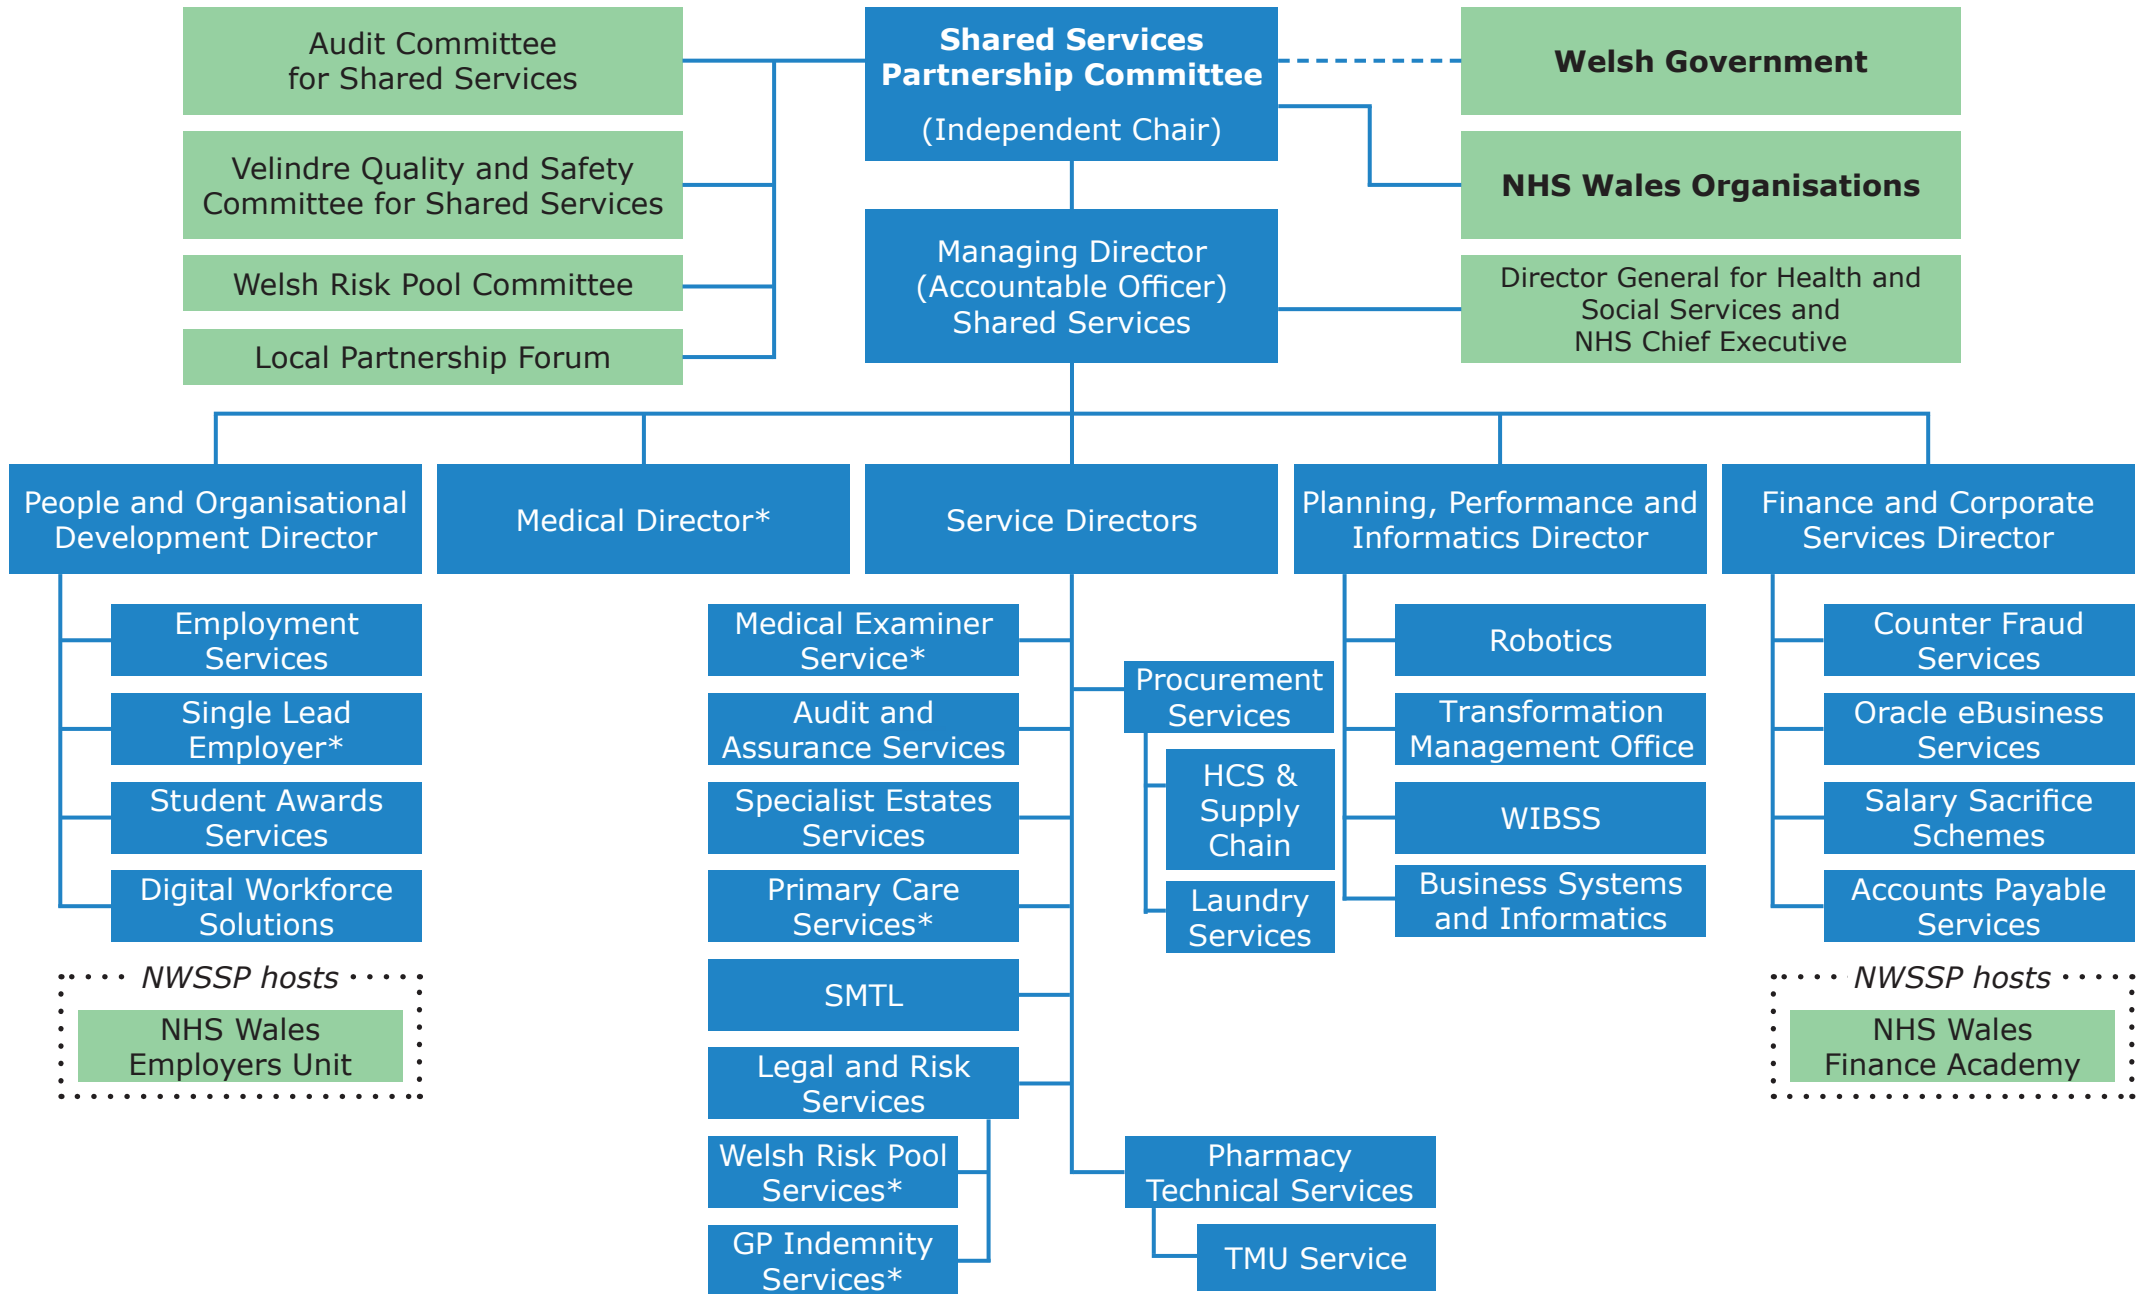 Audit Committee
for Shared Services
Velindre Quality and Safety
Committee for Shared Services
Welsh Risk Pool Committee
Local Partnership Forum
Shared Services
Partnership Committee
(Independent Chair)
Managing Director
(Accountable Officer)
Shared Services
Welsh Government
NHS Wales Organisations
Director General for Health and
Social Services and
NHS Chief Executive
People and Organisational
Development Director
Medical Director*
Service Directors
Planning, Performance and
Informatics Director
Finance and Corporate
Services Director
Employment
Services
Single Lead
Employer*
Student Awards
Services
Digital Workforce
Solutions
NWSSP hosts
NHS Wales
Employers Unit
Medical Examiner
Service*
Audit and
Assurance Services
Specialist Estates
Services
Primary Care
Services*
SMTL
Legal and Risk
Services
Welsh Risk Pool
Services*
GP Indemnity
Services*
Procurement
Services
HCS &
Supply
Chain
Laundry
Services
Pharmacy
Technical Services
TMU Service
Robotics
Transformation
Management Office
WIBSS
Business Systems
and Informatics
Counter Fraud
Services
Oracle eBusiness
Services
Salary Sacrifice
Schemes
Accounts Payable
Services
NWSSP hosts
NHS Wales
Finance Academy